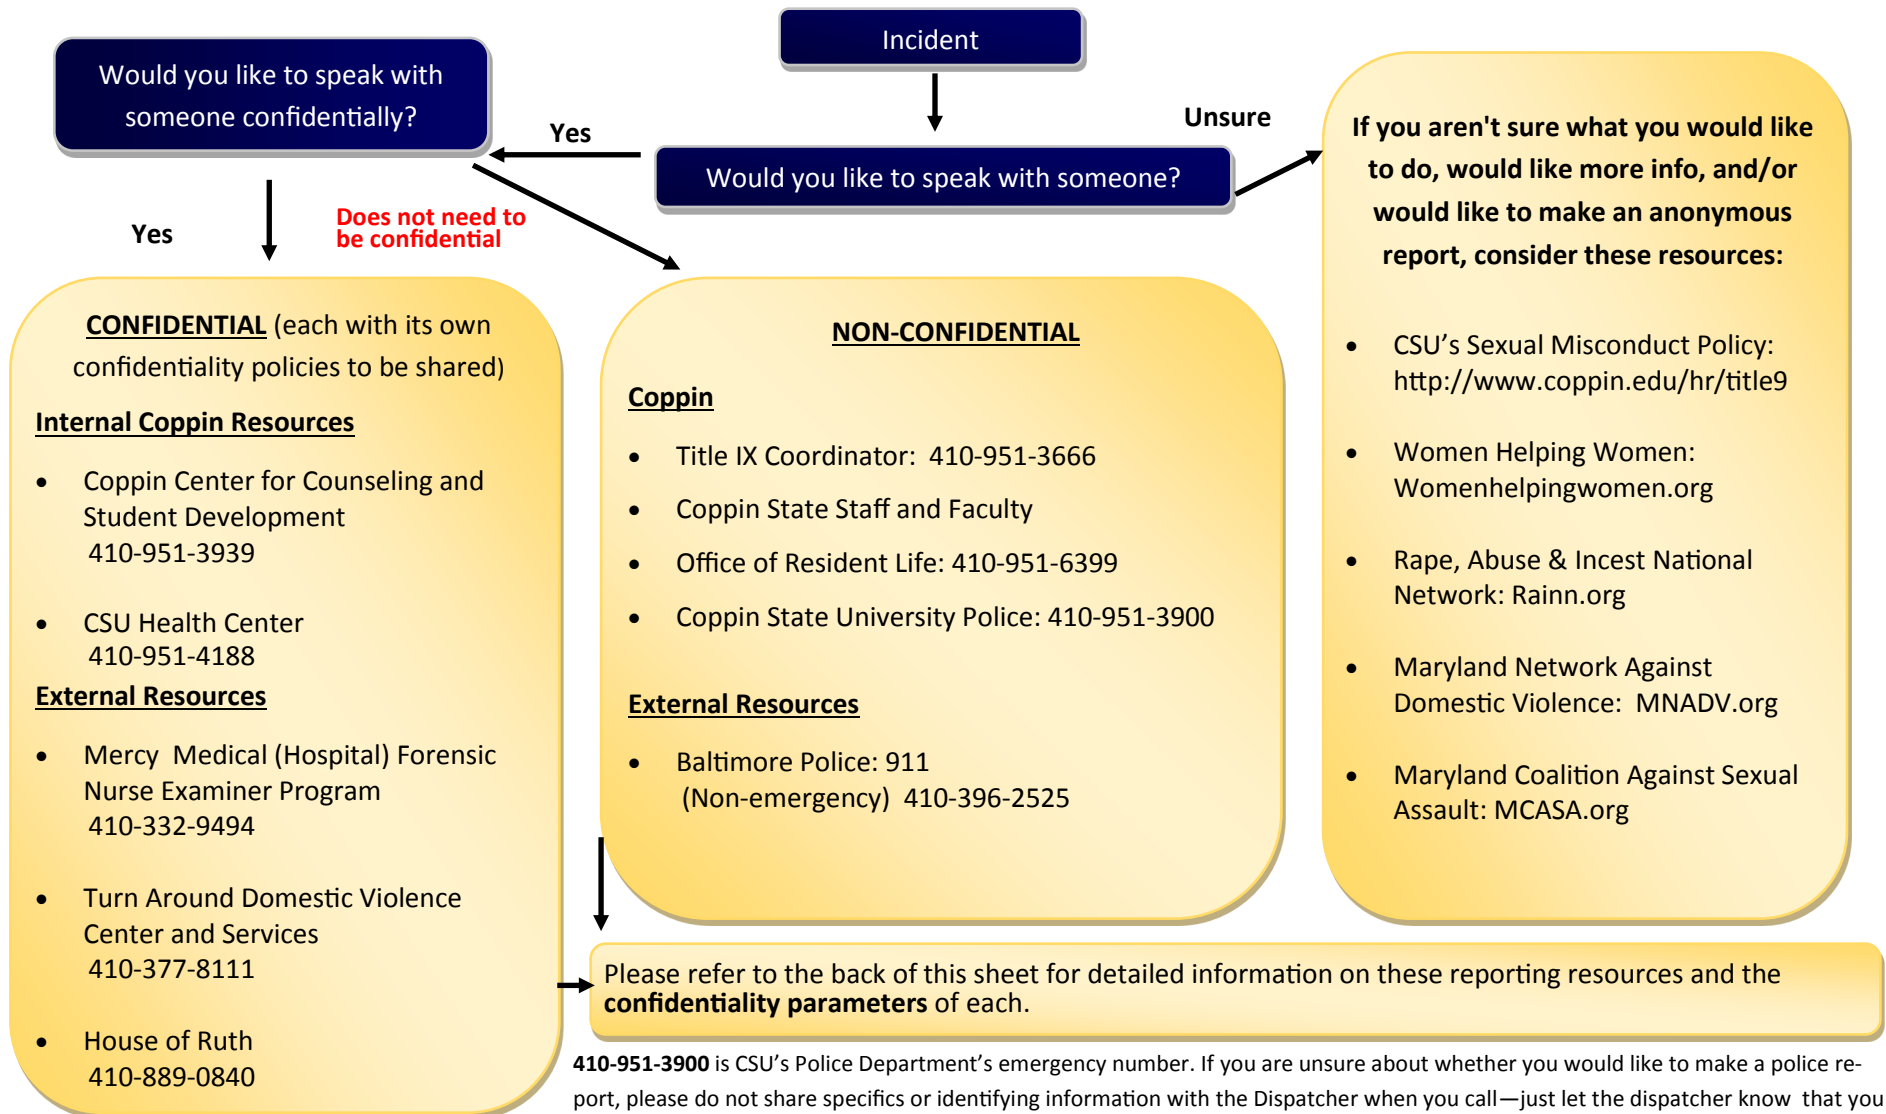 Incident
Would you like to speak with someone?
Yes
Unsure
Would you like to speak with
someone confidentially?
Yes
Does not need to
be confidential
CONFIDENTIAL (each with its own
confidentiality policies to be shared)
Internal Coppin Resources
• Coppin Center for Counseling and
Student Development
410-951-3939
• CSU Health Center
410-951-4188
External Resources
• Mercy Medical (Hospital) Forensic
Nurse Examiner Program
410-332-9494
• Turn Around Domestic Violence
Center and Services
410-377-8111
• House of Ruth
410-889-0840
NON-CONFIDENTIAL
Coppin
• Title IX Coordinator: 410-951-3666
• Coppin State Staff and Faculty
• Office of Resident Life: 410-951-6399
• Coppin State University Police: 410-951-3900
External Resources
• Baltimore Police: 911
(Non-emergency) 410-396-2525
If you aren't sure what you would like
to do, would like more info, and/or
would like to make an anonymous
report, consider these resources:
• CSU’s Sexual Misconduct Policy:
http://www.coppin.edu/hr/title9
• Women Helping Women:
Womenhelpingwomen.org
• Rape, Abuse & Incest National
Network: Rainn.org
• Maryland Network Against
Domestic Violence: MNADV.org
• Maryland Coalition Against Sexual
Assault: MCASA.org
Please refer to the back of this sheet for detailed information on these reporting resources and the
confidentiality parameters of each.
410-951-3900 is CSU’s Police Department’s emergency number. If you are unsure about whether you would like to make a police re-
port, please do not share specifics or identifying information with the Dispatcher when you call—just let the dispatcher know that you